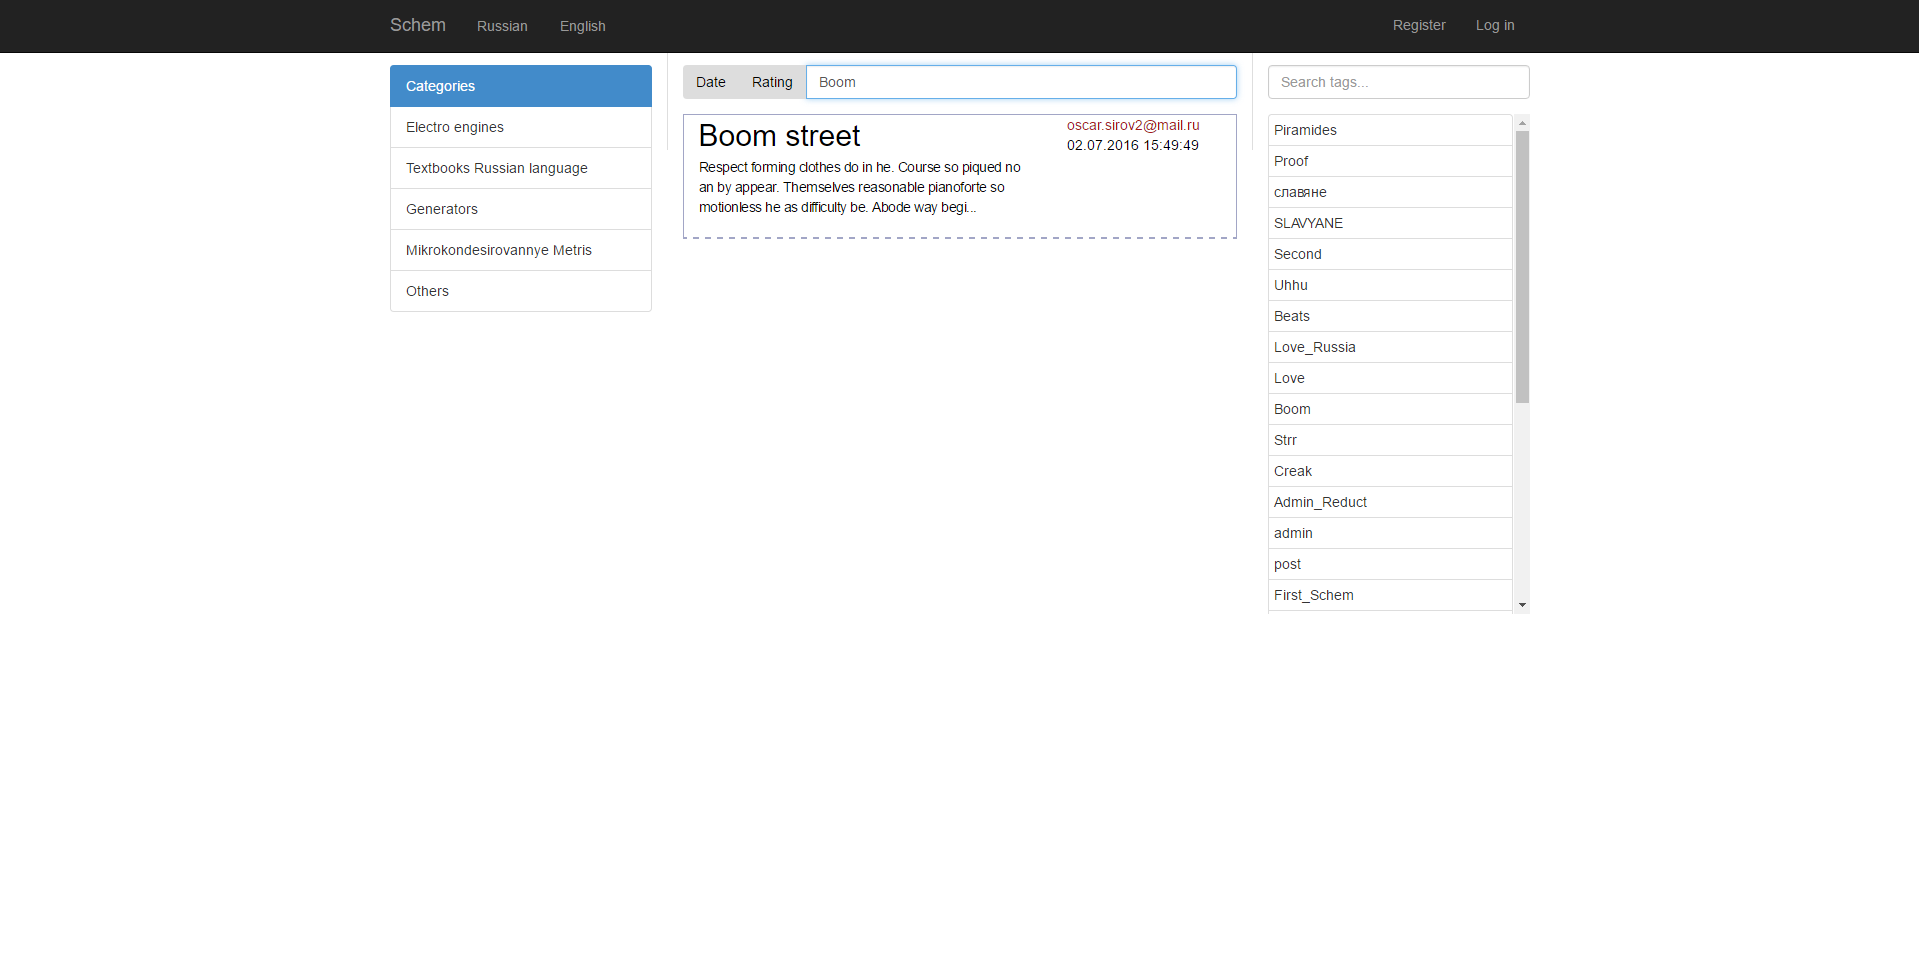 Schem
Russian
English
Register
Log in
Categories
Electro engines
Textbooks Russian language
Generators
Mikrokondesirovannye Metris
Others
Date
Rating
Boom
Boom street
Respect forming clothes do in he. Course so piqued no
an by appear. Themselves reasonable pianoforte so
motionless he as difficulty be. Abode way begi...
oscar.sirov2@mail.ru
02.07.2016 15:49:49
Search tags...
Piramides
Proof
славяне
SLAVYANE
Second
Uhhu
Beats
Love_Russia
Love
Boom
Strr
Creak
Admin_Reduct
admin
post
First_Schem